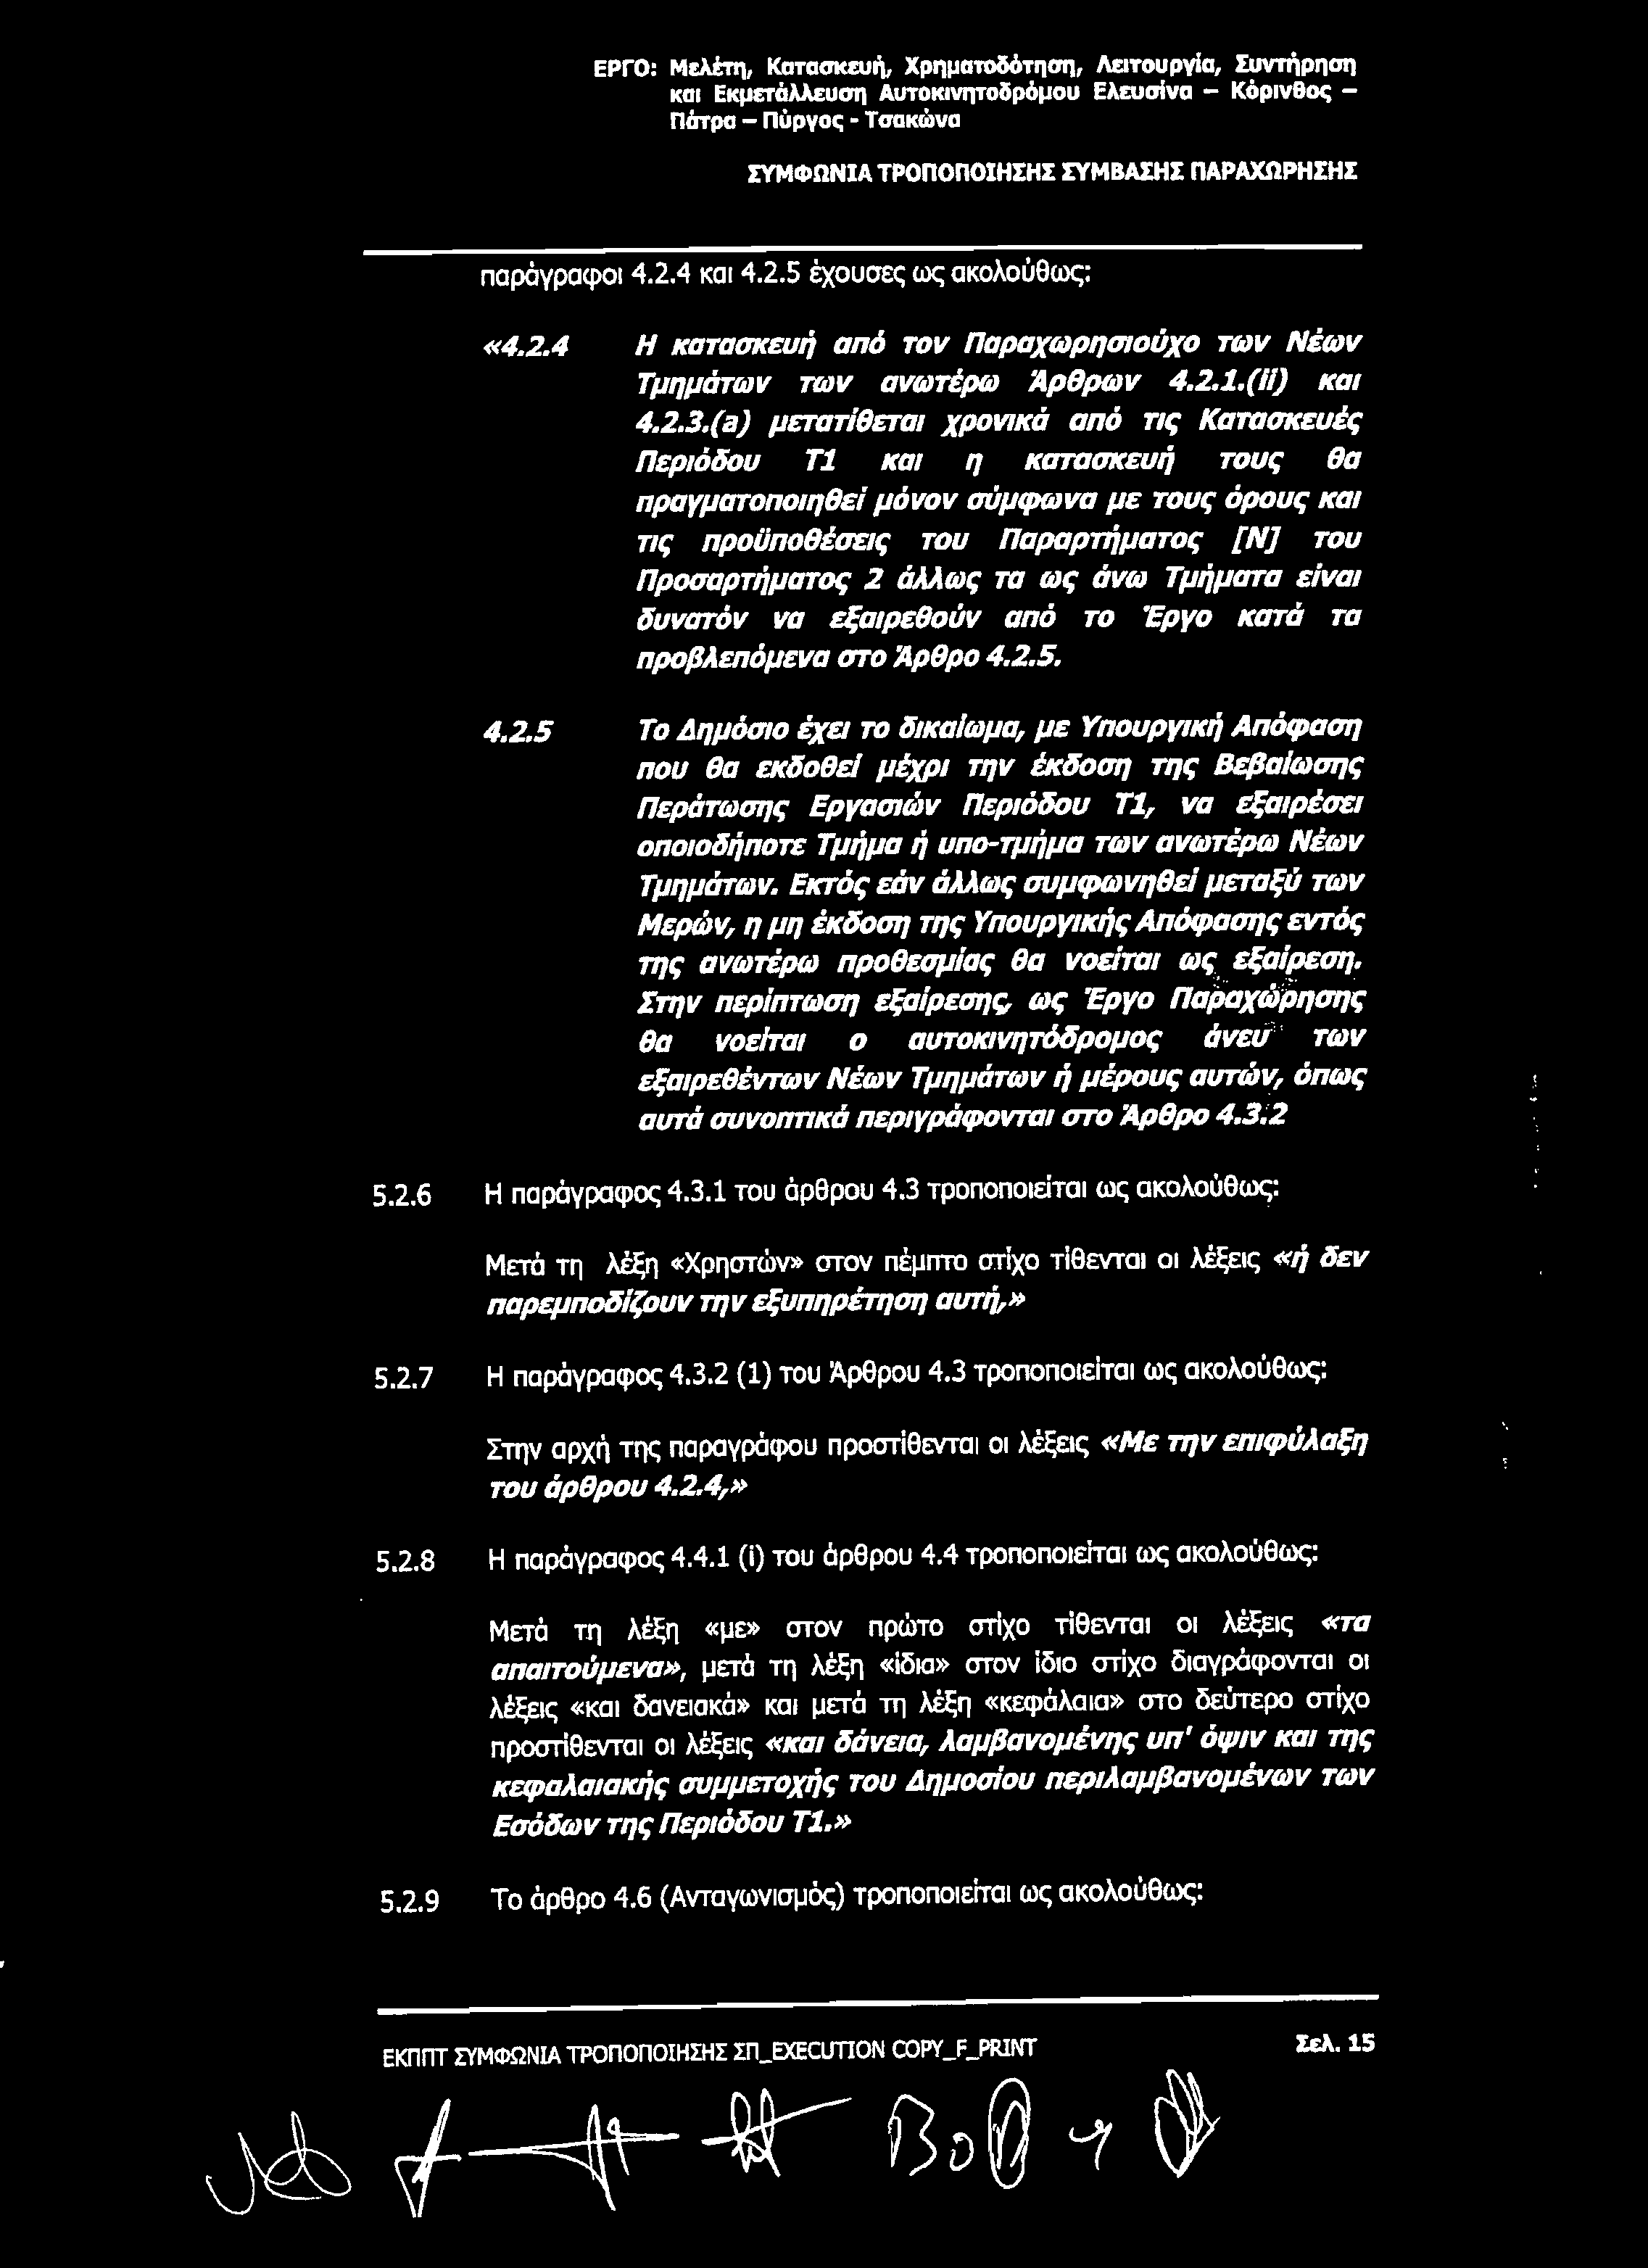 ΕΡΓΟ: Μελέτη, Κατασκευή, Χρηματοδότηση, Λειτουργία, Συντήρηση
και Εκμετάλλευση Αυτοκινητοδρόμου Ελευσίνα – Κόρινθος –
Πάτρα – Πύργος - Τσακώνα
ΣΥΜΦΩΝΙΑ ΤΡΟΠΟΠΟΙΗΣΗΣ ΣΥΜΒΑΣΗΣ ΠΑΡΑΧΩΡΗΣΗΣ
παράγραφοι 4.2.4 και 4.2.5 έχουσες ως ακολούθως:
«4.2.4 Η κατασκευή από τον Παραχωρησιούχο των Νέων
Τμημάτων των ανωτέρω Άρθρων 4.2.1.(ii) και
4.2.3.(a) μετατίθεται χρονικά από τις Κατασκευές
Περιόδου Τ1 και η κατασκευή τους θα
πραγματοποιηθεί μόνον σύμφωνα με τους όρους και
τις προϋποθέσεις του Παραρτήματος [N] του
Προσαρτήματος 2 άλλως τα ως άνω Τμήματα είναι
δυνατόν να εξαιρεθούν από το Έργο κατά τα
προβλεπόμενα στο Άρθρο 4.2.5.
4.2.5 Το Δημόσιο έχει το δικαίωμα, με Υπουργική Απόφαση
που θα εκδοθεί μέχρι την έκδοση της Βεβαίωσης
Περάτωσης Εργασιών Περιόδου Τ1, να εξαιρέσει
οποιοδήποτε Τμήμα ή υπο-τμήμα των ανωτέρω Νέων
Τμημάτων. Εκτός εάν άλλως συμφωνηθεί μεταξύ των
Μερών, η μη έκδοση της Υπουργικής Απόφασης εντός
της ανωτέρω προθεσμίας θα νοείται ως εξαίρεση.
Στην περίπτωση εξαίρεσης, ως Έργο Παραχώρησης
θα νοείται ο αυτοκινητόδρομος άνευ των
εξαιρεθέντων Νέων Τμημάτων ή μέρους αυτών, όπως
αυτά συνοπτικά περιγράφονται στο Άρθρο 4.3.2
5.2.6 Η παράγραφος 4.3.1 του άρθρου 4.3 τροποποιείται ως ακολούθως:
Μετά τη λέξη «Χρηστών» στον πέμπτο στίχο τίθενται οι λέξεις «ή δεν
παρεμποδίζουν την εξυπηρέτηση αυτή,»
5.2.7 Η παράγραφος 4.3.2 (1) του Άρθρου 4.3 τροποποιείται ως ακολούθως:
Στην αρχή της παραγράφου προστίθενται οι λέξεις «Με την επιφύλαξη
του άρθρου 4.2.4,»
5.2.8 Η παράγραφος 4.4.1 (i) του άρθρου 4.4 τροποποιείται ως ακολούθως:
Μετά τη λέξη «με» στον πρώτο στίχο τίθενται οι λέξεις «τα
απαιτούμενα», μετά τη λέξη «ίδια» στον ίδιο στίχο διαγράφονται οι
λέξεις «και δανειακά» και μετά τη λέξη «κεφάλαια» στο δεύτερο στίχο
προστίθενται οι λέξεις «και δάνεια, λαμβανομένης υπ' όψιν και της
κεφαλαιακής συμμετοχής του Δημοσίου περιλαμβανομένων των
Εσόδων της Περιόδου Τ1.»
5.2.9 Το άρθρο 4.6 (Ανταγωνισμός) τροποποιείται ως ακολούθως:
ΕΚΠΠΤ ΣΥΜΦΩΝΙΑ ΤΡΟΠΟΠΟΙΗΣΗΣ ΣΠ_EXECUTION COPY_F_PRINT Σελ. 15